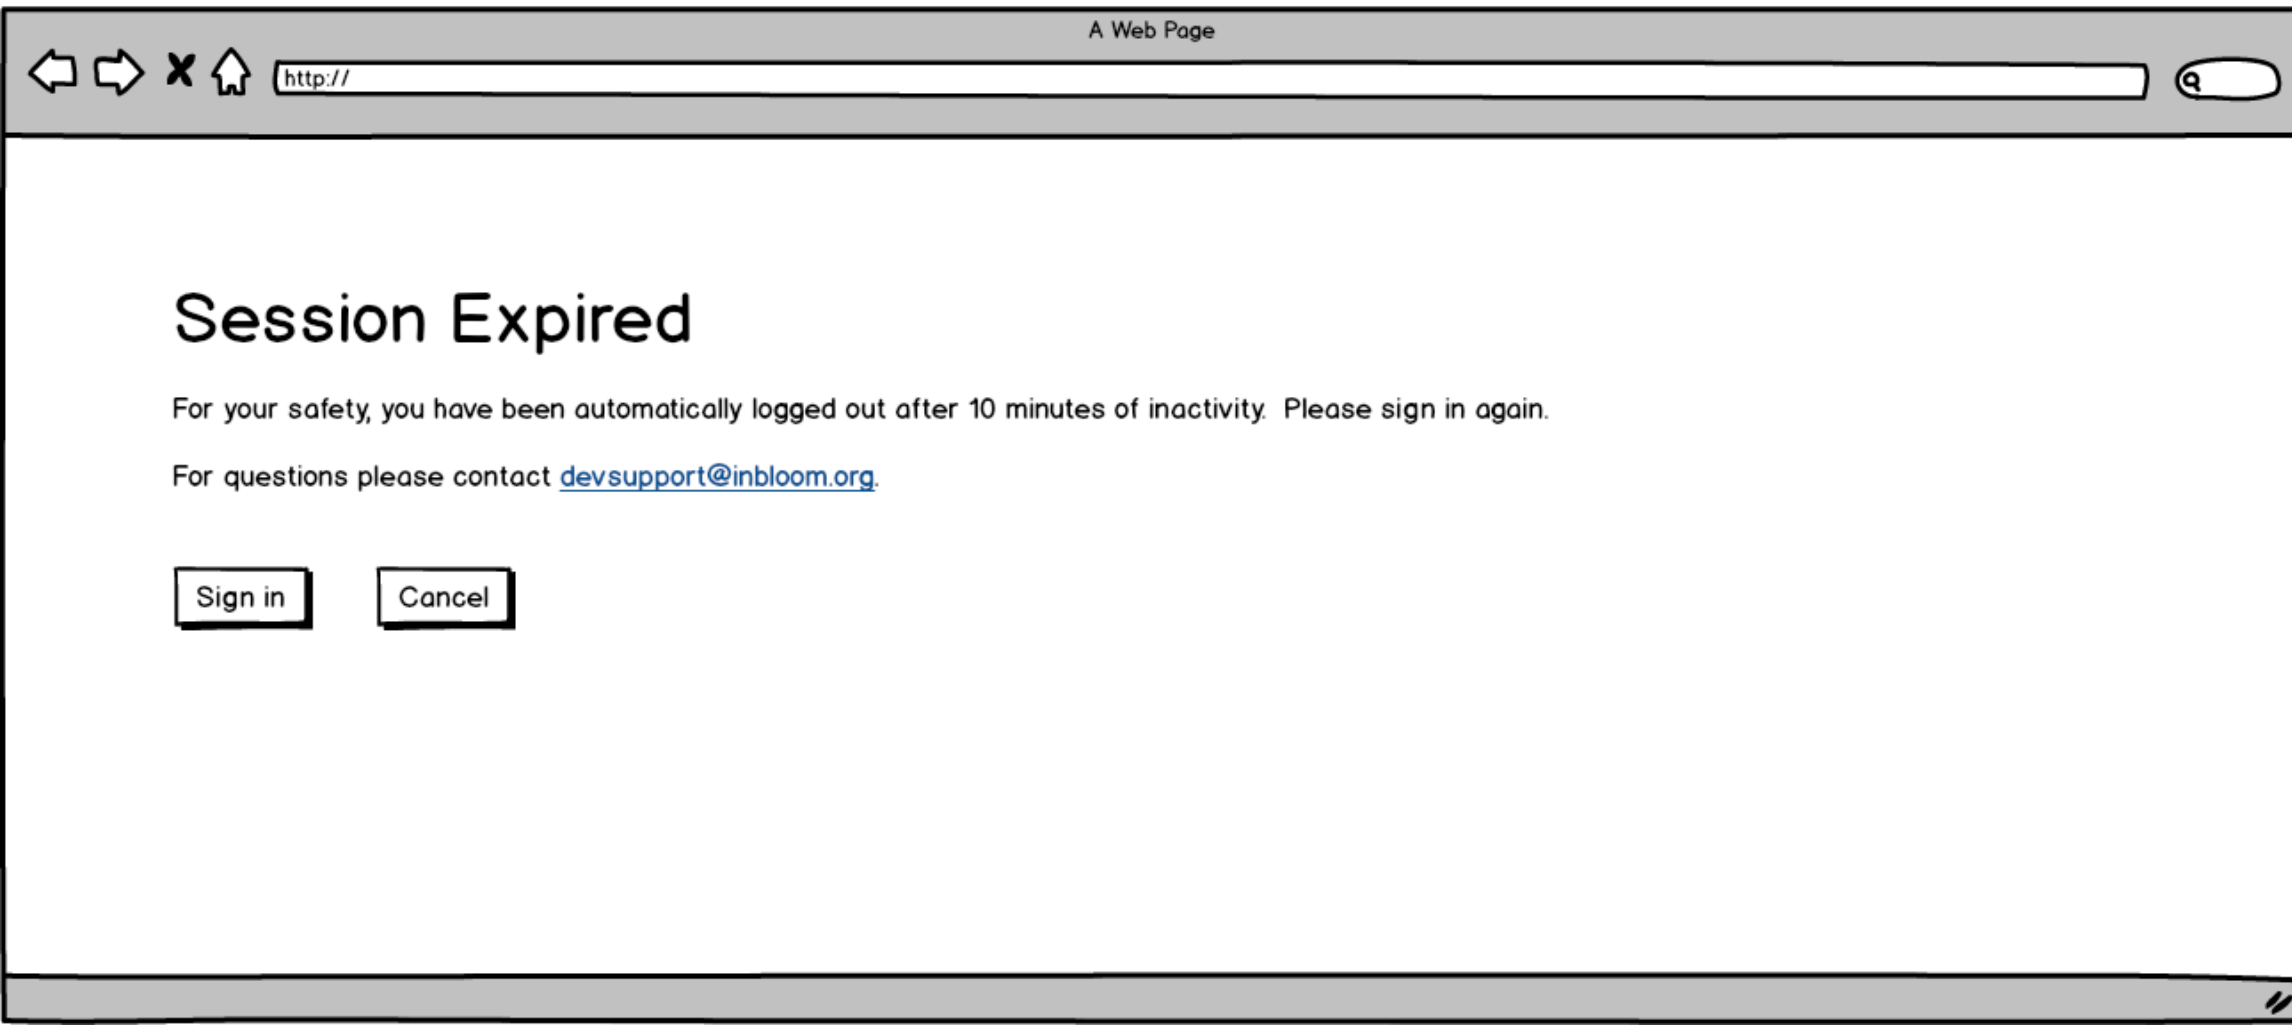 A Web Page
http://
Session Expired
For your safety, you have been automatically logged out after 10 minutes of inactivity.  Please sign in again.
For questions please contact devsupport@inbloom.org.
Sign in
Cancel